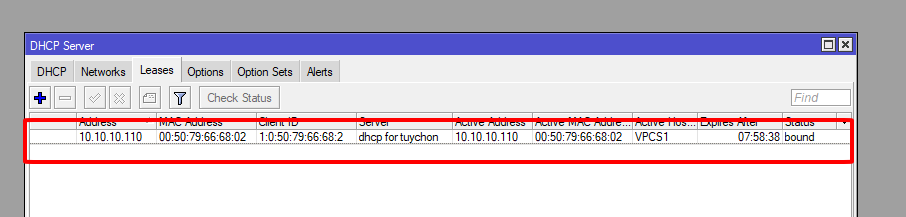 DHCP Server
DHCP Networks Leases Options Option Sets Alerts
Check Status Find
Address MAC Address Client ID Server Active Address Active MAC Addre... Active Hos... Expires After Status
10.10.10.110 00:50:79:66:68:02 1:0:50:79:66:68:2 dhcp for tuychon 10.10.10.110 00:50:79:66:68:02 VPCS1 07:58:38 bound